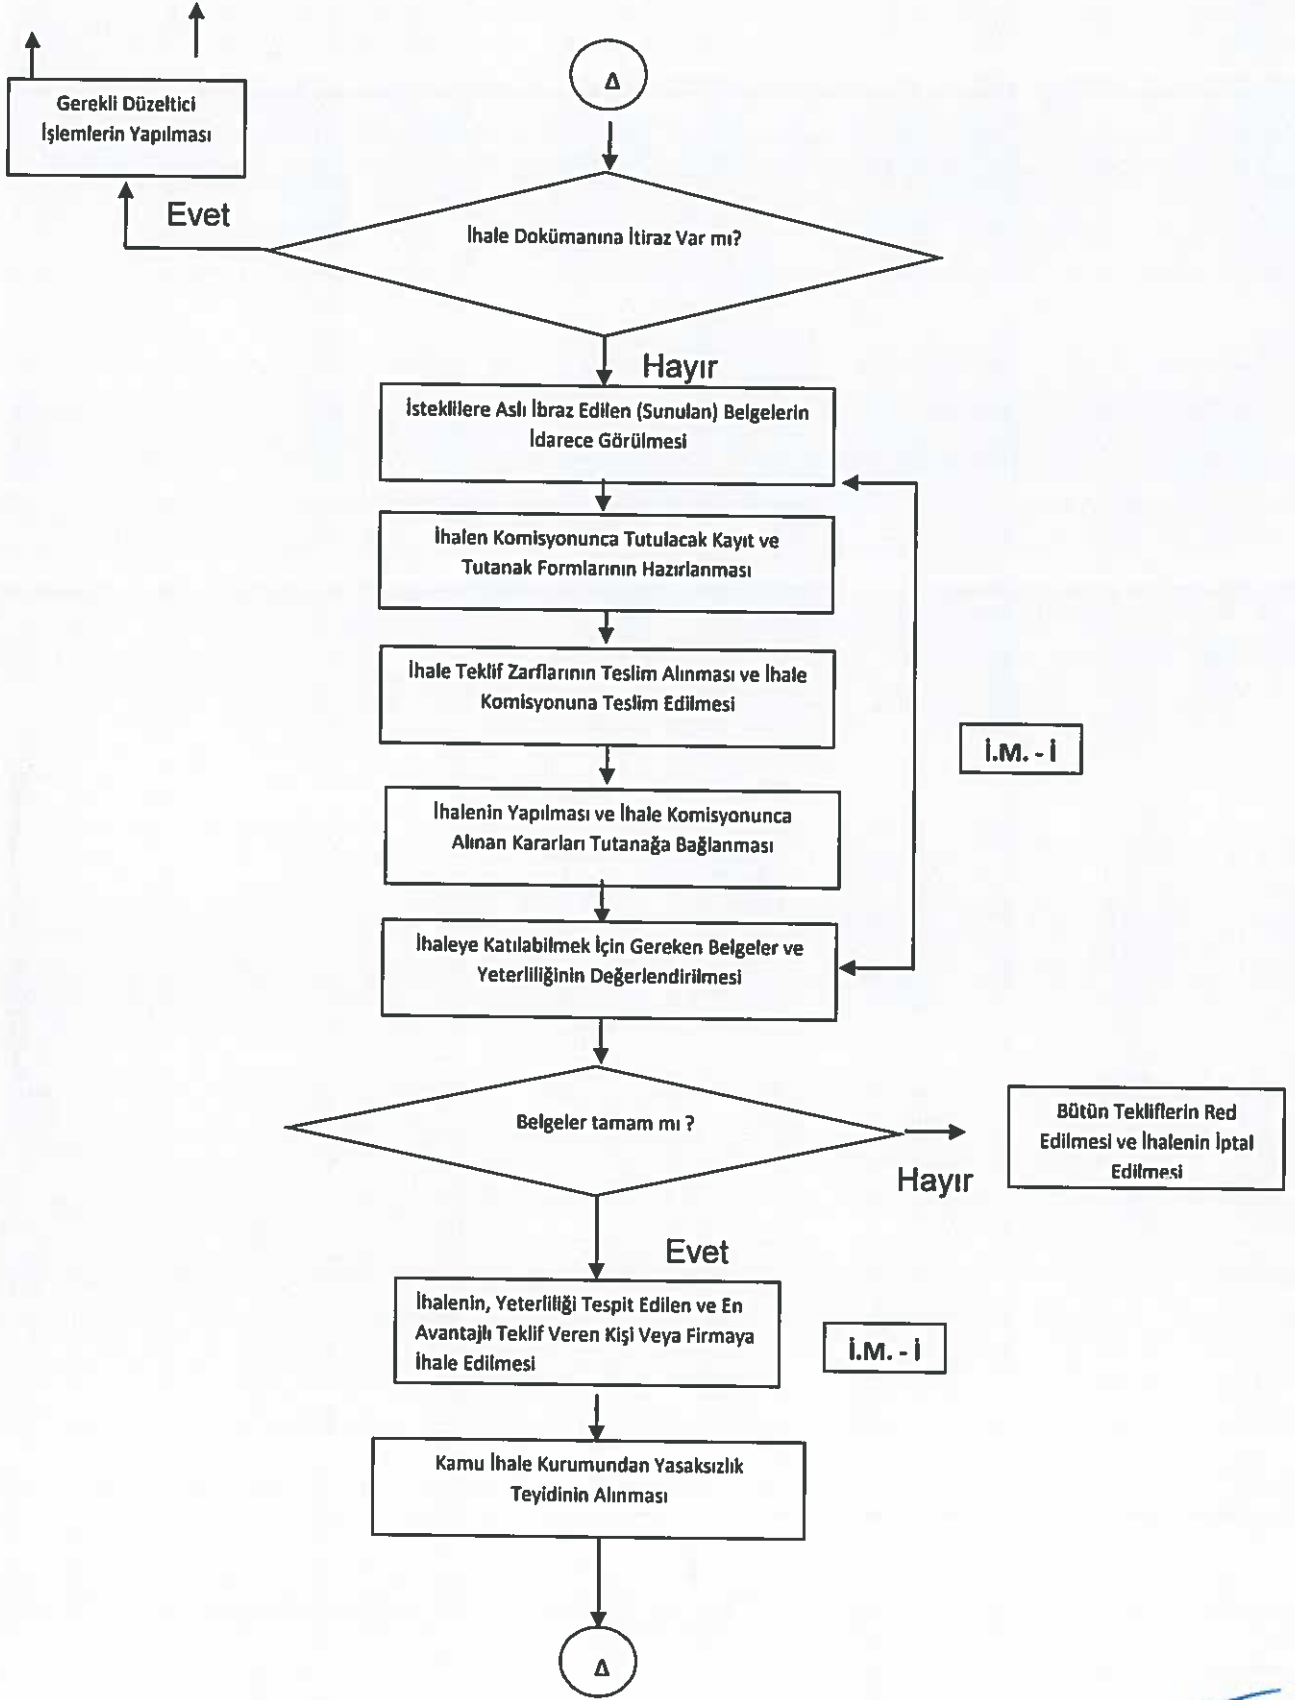 Δ
Gerekli Düzeltici
İşlemlerin Yapılması
Evet
İhale Dokümanına İtiraz Var mı?
Hayır
İsteklilere Aslı İbraz Edilen (Sunulan) Belgelerin
İdarece Görülmesi
İhalen Komisyonunca Tutulacak Kayıt ve
Tutanak Formlarının Hazırlanması
İhale Teklif Zarflarının Teslim Alınması ve İhale
Komisyonuna Teslim Edilmesi
İ.M. - İ
İhalenin Yapılması ve İhale Komisyonunca
Alınan Kararları Tutanağa Bağlanması
İhaleye Katılabilmek İçin Gereken Belgeler ve
Yeterliliğinin Değerlendirilmesi
Belgeler tamam mı ?
Hayır
Bütün Tekliflerin Red
Edilmesi ve İhalenin İptal
Edilmesi
Evet
İhalenin, Yeterliliği Tespit Edilen ve En
Avantajlı Teklif Veren Kişi Veya Firmaya
İhale Edilmesi
İ.M. - İ
Kamu İhale Kurumundan Yasaksızlık
Teyidinin Alınması
Δ